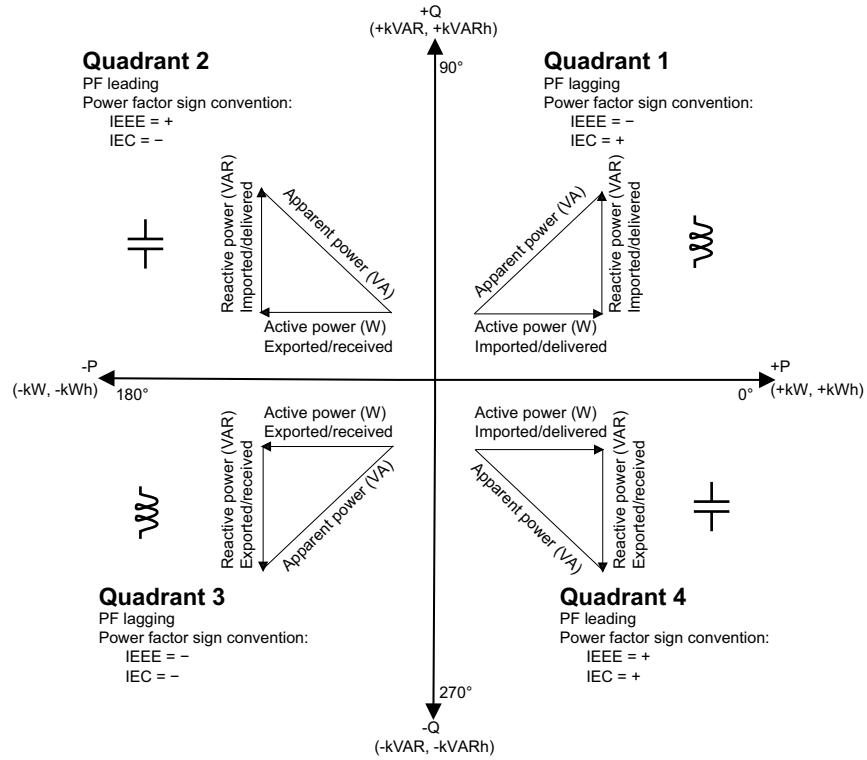 +Q
(+kVAR, +kVARh)
90°
Quadrant 2
PF leading
Power factor sign convention:
IEEE = +
IEC = −
Reactive power (VAR)
Imported/delivered
Apparent power (VA)
Active power (W)
Exported/received
Quadrant 1
PF lagging
Power factor sign convention:
IEEE = −
IEC = +
Apparent power (VA)
Reactive power (VAR)
Imported/delivered
Active power (W)
Imported/delivered
-P
(-kW, -kWh)
180°
0°
+P
(+kW, +kWh)
Active power (W)
Exported/received
Reactive power (VAR)
Exported/received
Apparent power (VA)
Quadrant 3
PF lagging
Power factor sign convention:
IEEE = −
IEC = −
Active power (W)
Imported/delivered
Apparent power (VA)
Reactive power (VAR)
Exported/received
Quadrant 4
PF leading
Power factor sign convention:
IEEE = +
IEC = +
270°
-Q
(-kVAR, -kVARh)